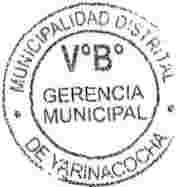 MUNICIPALIDAD DISTRITAL
V°B°
GERENCIA
MUNICIPAL
DE YARINACOCHA